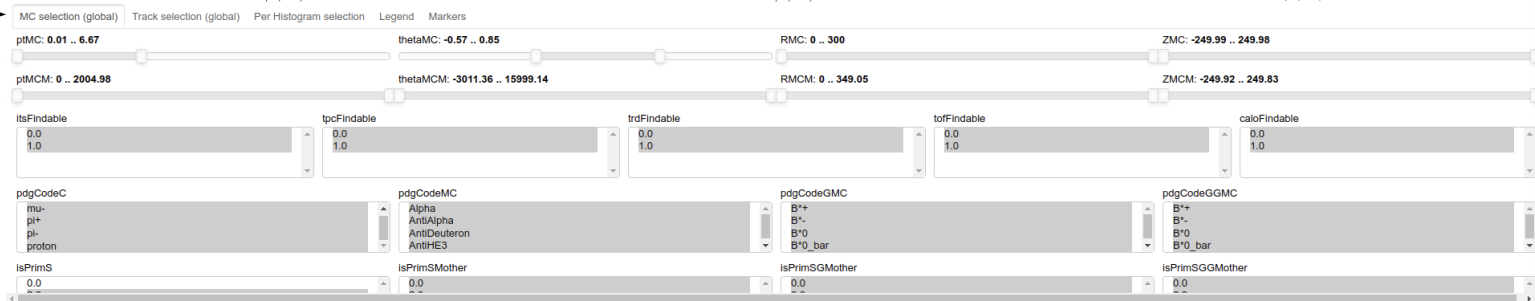 MC selection (global) Track selection (global) Per Histogram selection Legend Markers
ptMC: 0.01 .. 6.67 thetaMC: -0.57 .. 0.85 RMC: 0 .. 300 ZMC: -249.99 .. 249.98
ptMCM: 0 .. 2004.98 thetaMCM: -3011.36 .. 15999.14 RMCM: 0 .. 349.05 ZMCM: -249.92 .. 249.83
itsFindable tpcFindable trdFindable tofFindable caloFindable
0.0 0.0 0.0 0.0 0.0
1.0 1.0 1.0 1.0 1.0
pdgCodeC pdgCodeMC pdgCodeGMC pdgCodeGGMC
mu- Alpha B*+ B*+
pi+ AntiAlpha B*- B*-
pi- AntiDeuteron B*0 B*0
proton AntiHE3 B*0_bar B*0_bar
isPrimS isPrimSMother isPrimSGMother isPrimSGGMother
0.0 0.0 0.0 0.0